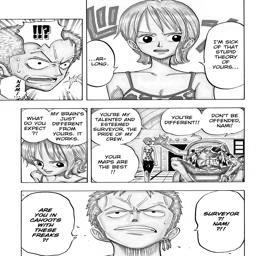 !!?
I'M SICK
OF THAT
STUPID
THEORY
OF
YOURS...
...AR-
LONG.
DON'T BE
OFFENDED,
NAMI!
YOU'RE
DIFFERENT!!
YOU'RE MY
TALENTED AND
ESTEEMED
SURVEYOR, THE
PRIDE OF MY
CREW.
YOUR
MAPS ARE
THE BEST
!!
MY BRAIN'S
JUST
DIFFERENT
FROM
YOURS. IT
WORKS.
WHAT DO
YOU
EXPECT
?!
SURVEYOR
?!
NAMI
?!
ARE
YOU IN
CAHOOTS
WITH
THESE
FREAKS
?!